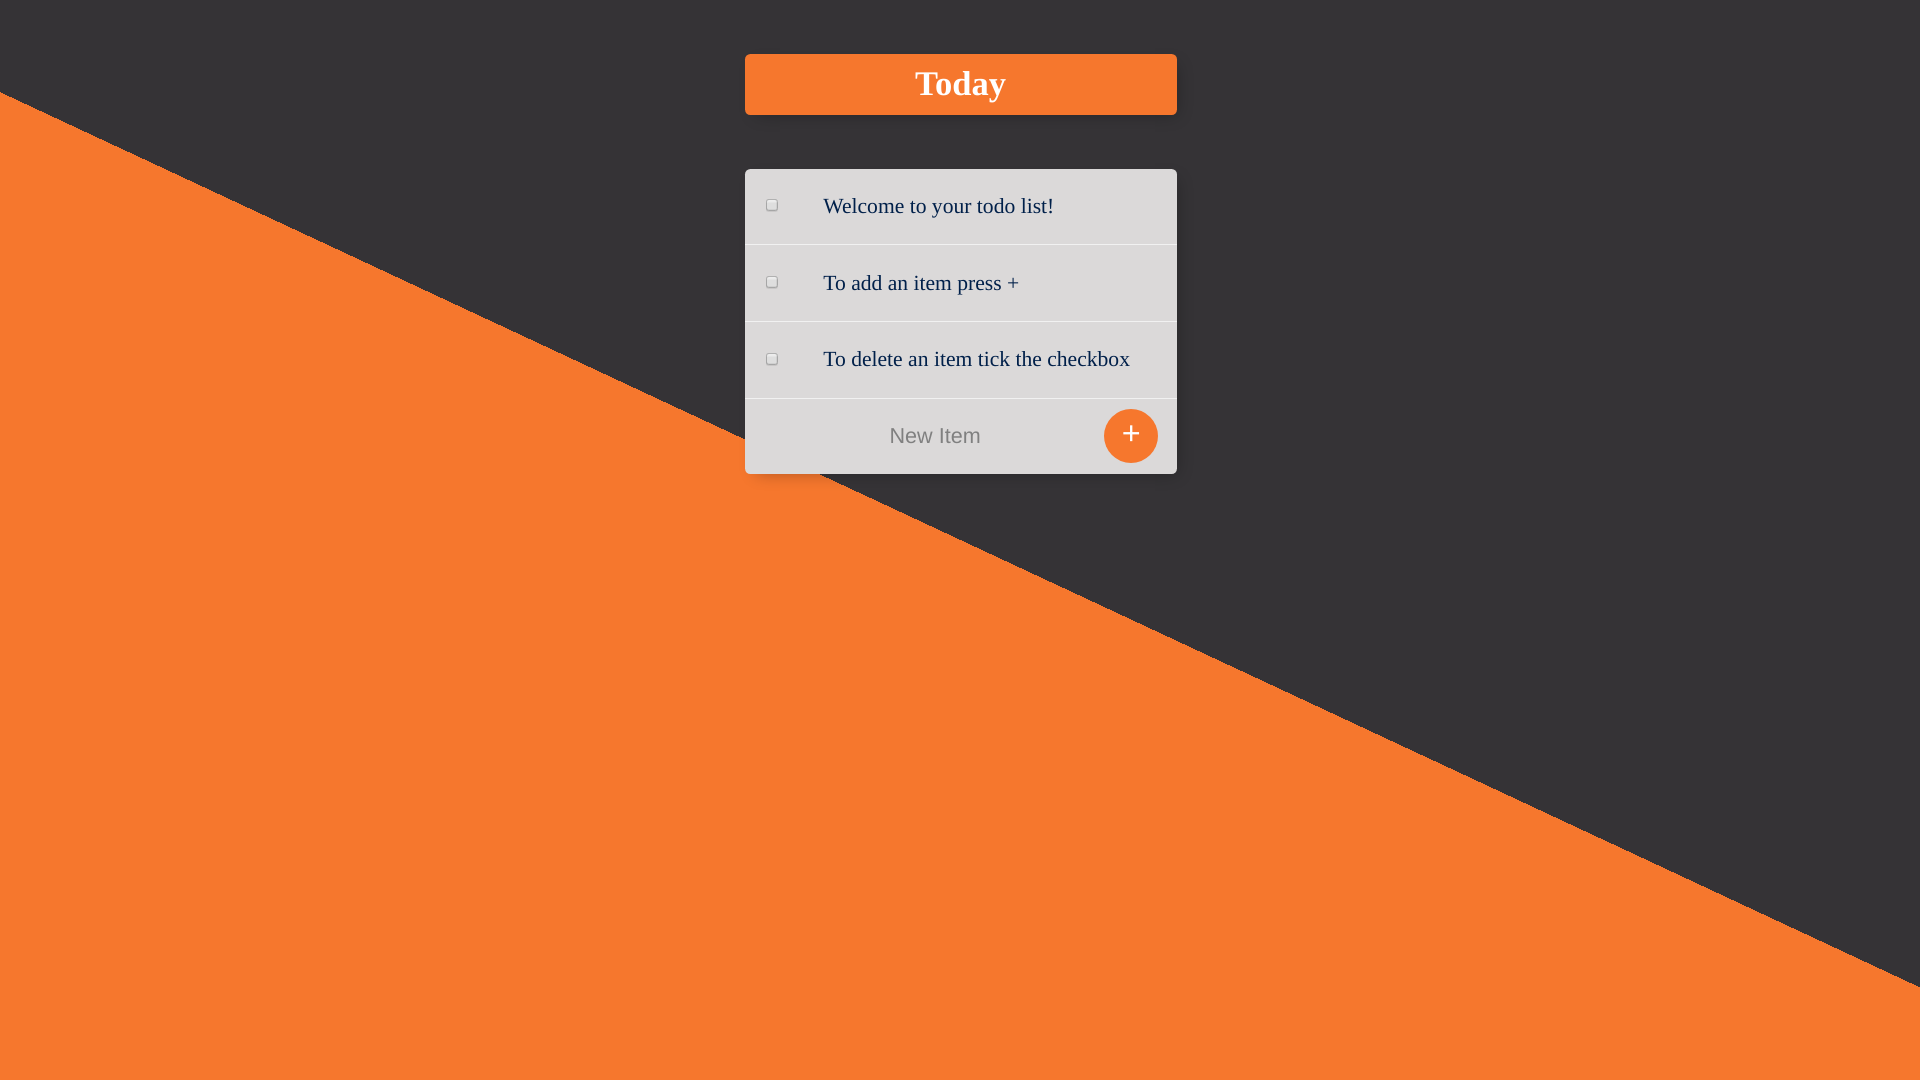 Today
Welcome to your todo list!
To add an item press +
To delete an item tick the checkbox
New Item
+